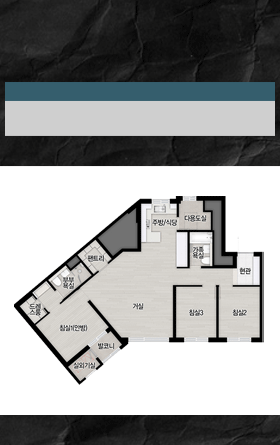 주방/식당
다용도실
가족
욕실
현관
팬트리
부부
욕실
드레
스룸
거실
침실3
침실2
침실1(안방)
발코니
실외기실